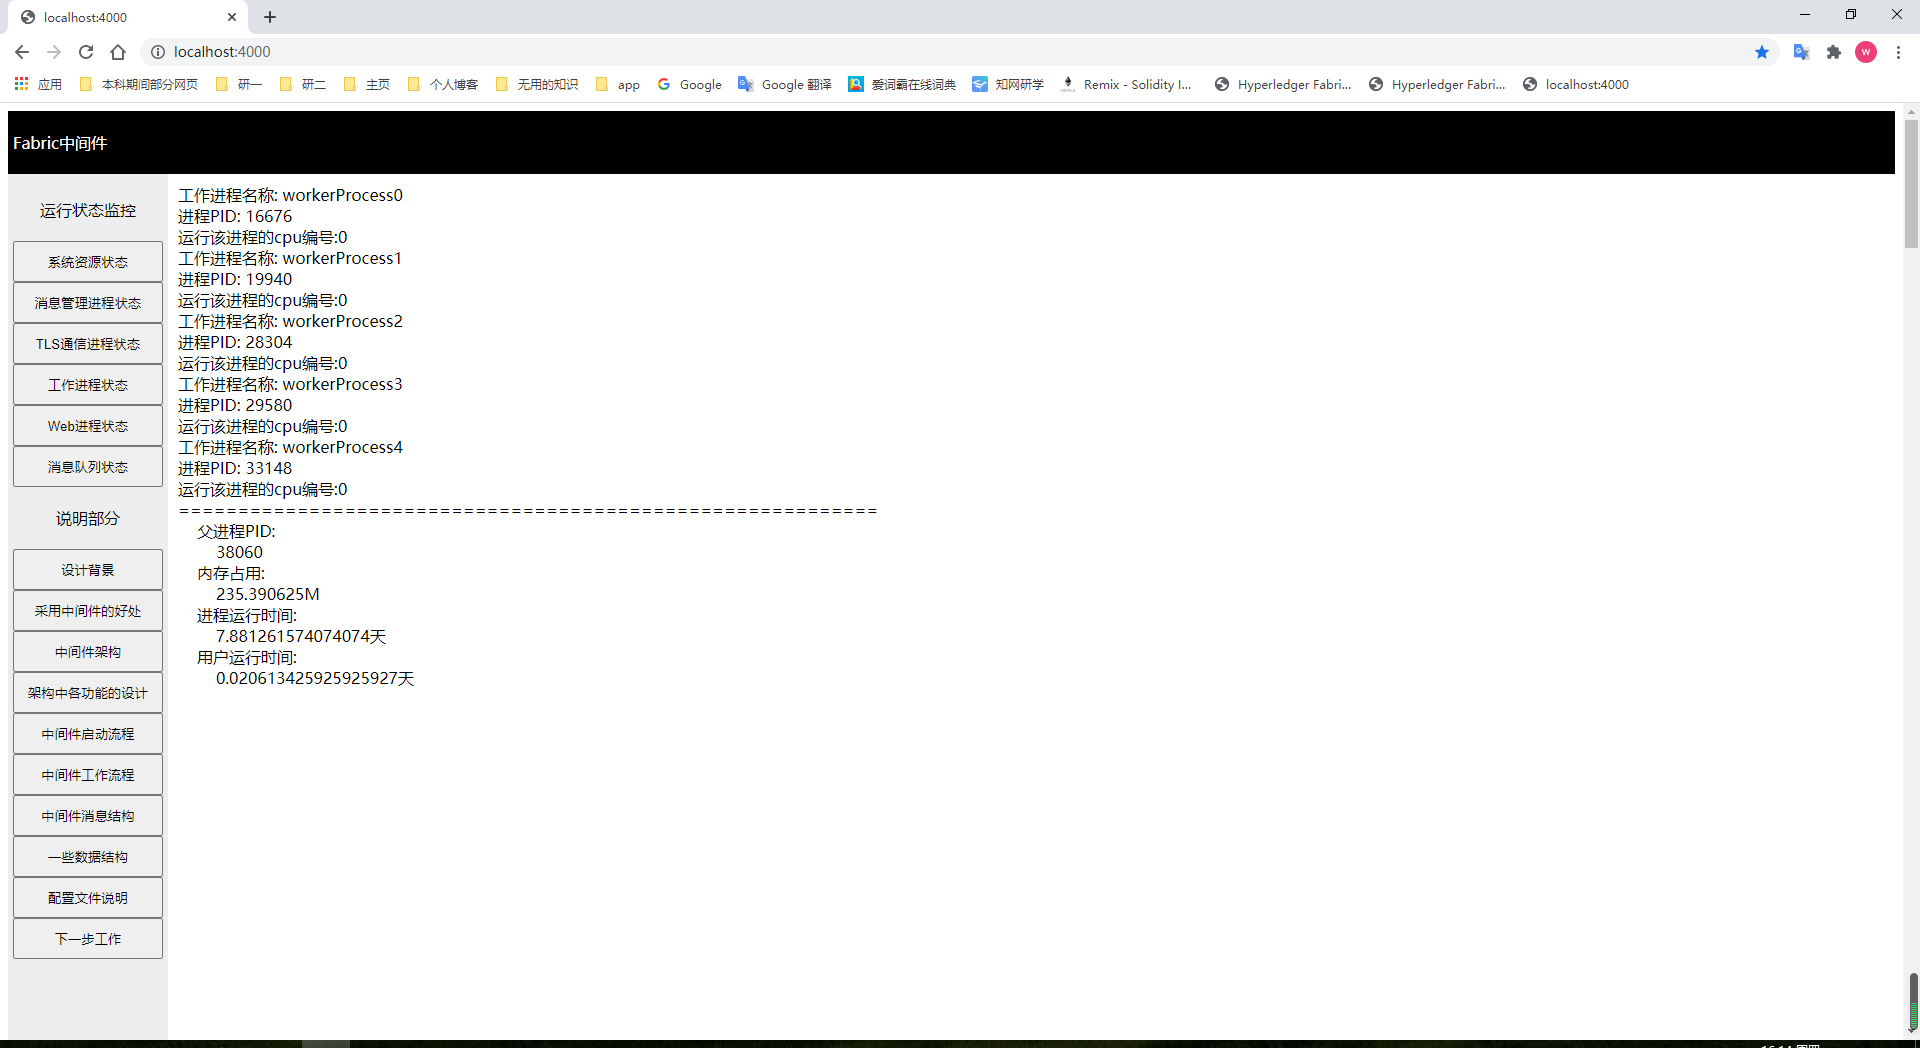 localhost:4000
localhost:4000
W
应用 本科期间部分网页 研一 研二 主页 个人博客 无用的知识 app Google Google 翻译 爱词霸在线词典 知网研学 Remix - Solidity I... Hyperledger Fabri... Hyperledger Fabri... localhost:4000
Fabric中间件
运行状态监控
系统资源状态
消息管理进程状态
TLS通信进程状态
工作进程状态
Web进程状态
消息队列状态
说明部分
设计背景
采用中间件的好处
中间件架构
架构中各功能的设计
中间件启动流程
中间件工作流程
中间件消息结构
一些数据结构
配置文件说明
下一步工作
工作进程名称: workerProcess0
进程PID: 16676
运行该进程的cpu编号:0
工作进程名称: workerProcess1
进程PID: 19940
运行该进程的cpu编号:0
工作进程名称: workerProcess2
进程PID: 28304
运行该进程的cpu编号:0
工作进程名称: workerProcess3
进程PID: 29580
运行该进程的cpu编号:0
工作进程名称: workerProcess4
进程PID: 33148
运行该进程的cpu编号:0
===========================================================
父进程PID:
38060
内存占用:
235.390625M
进程运行时间:
7.881261574074074天
用户运行时间:
0.020613425925925927天